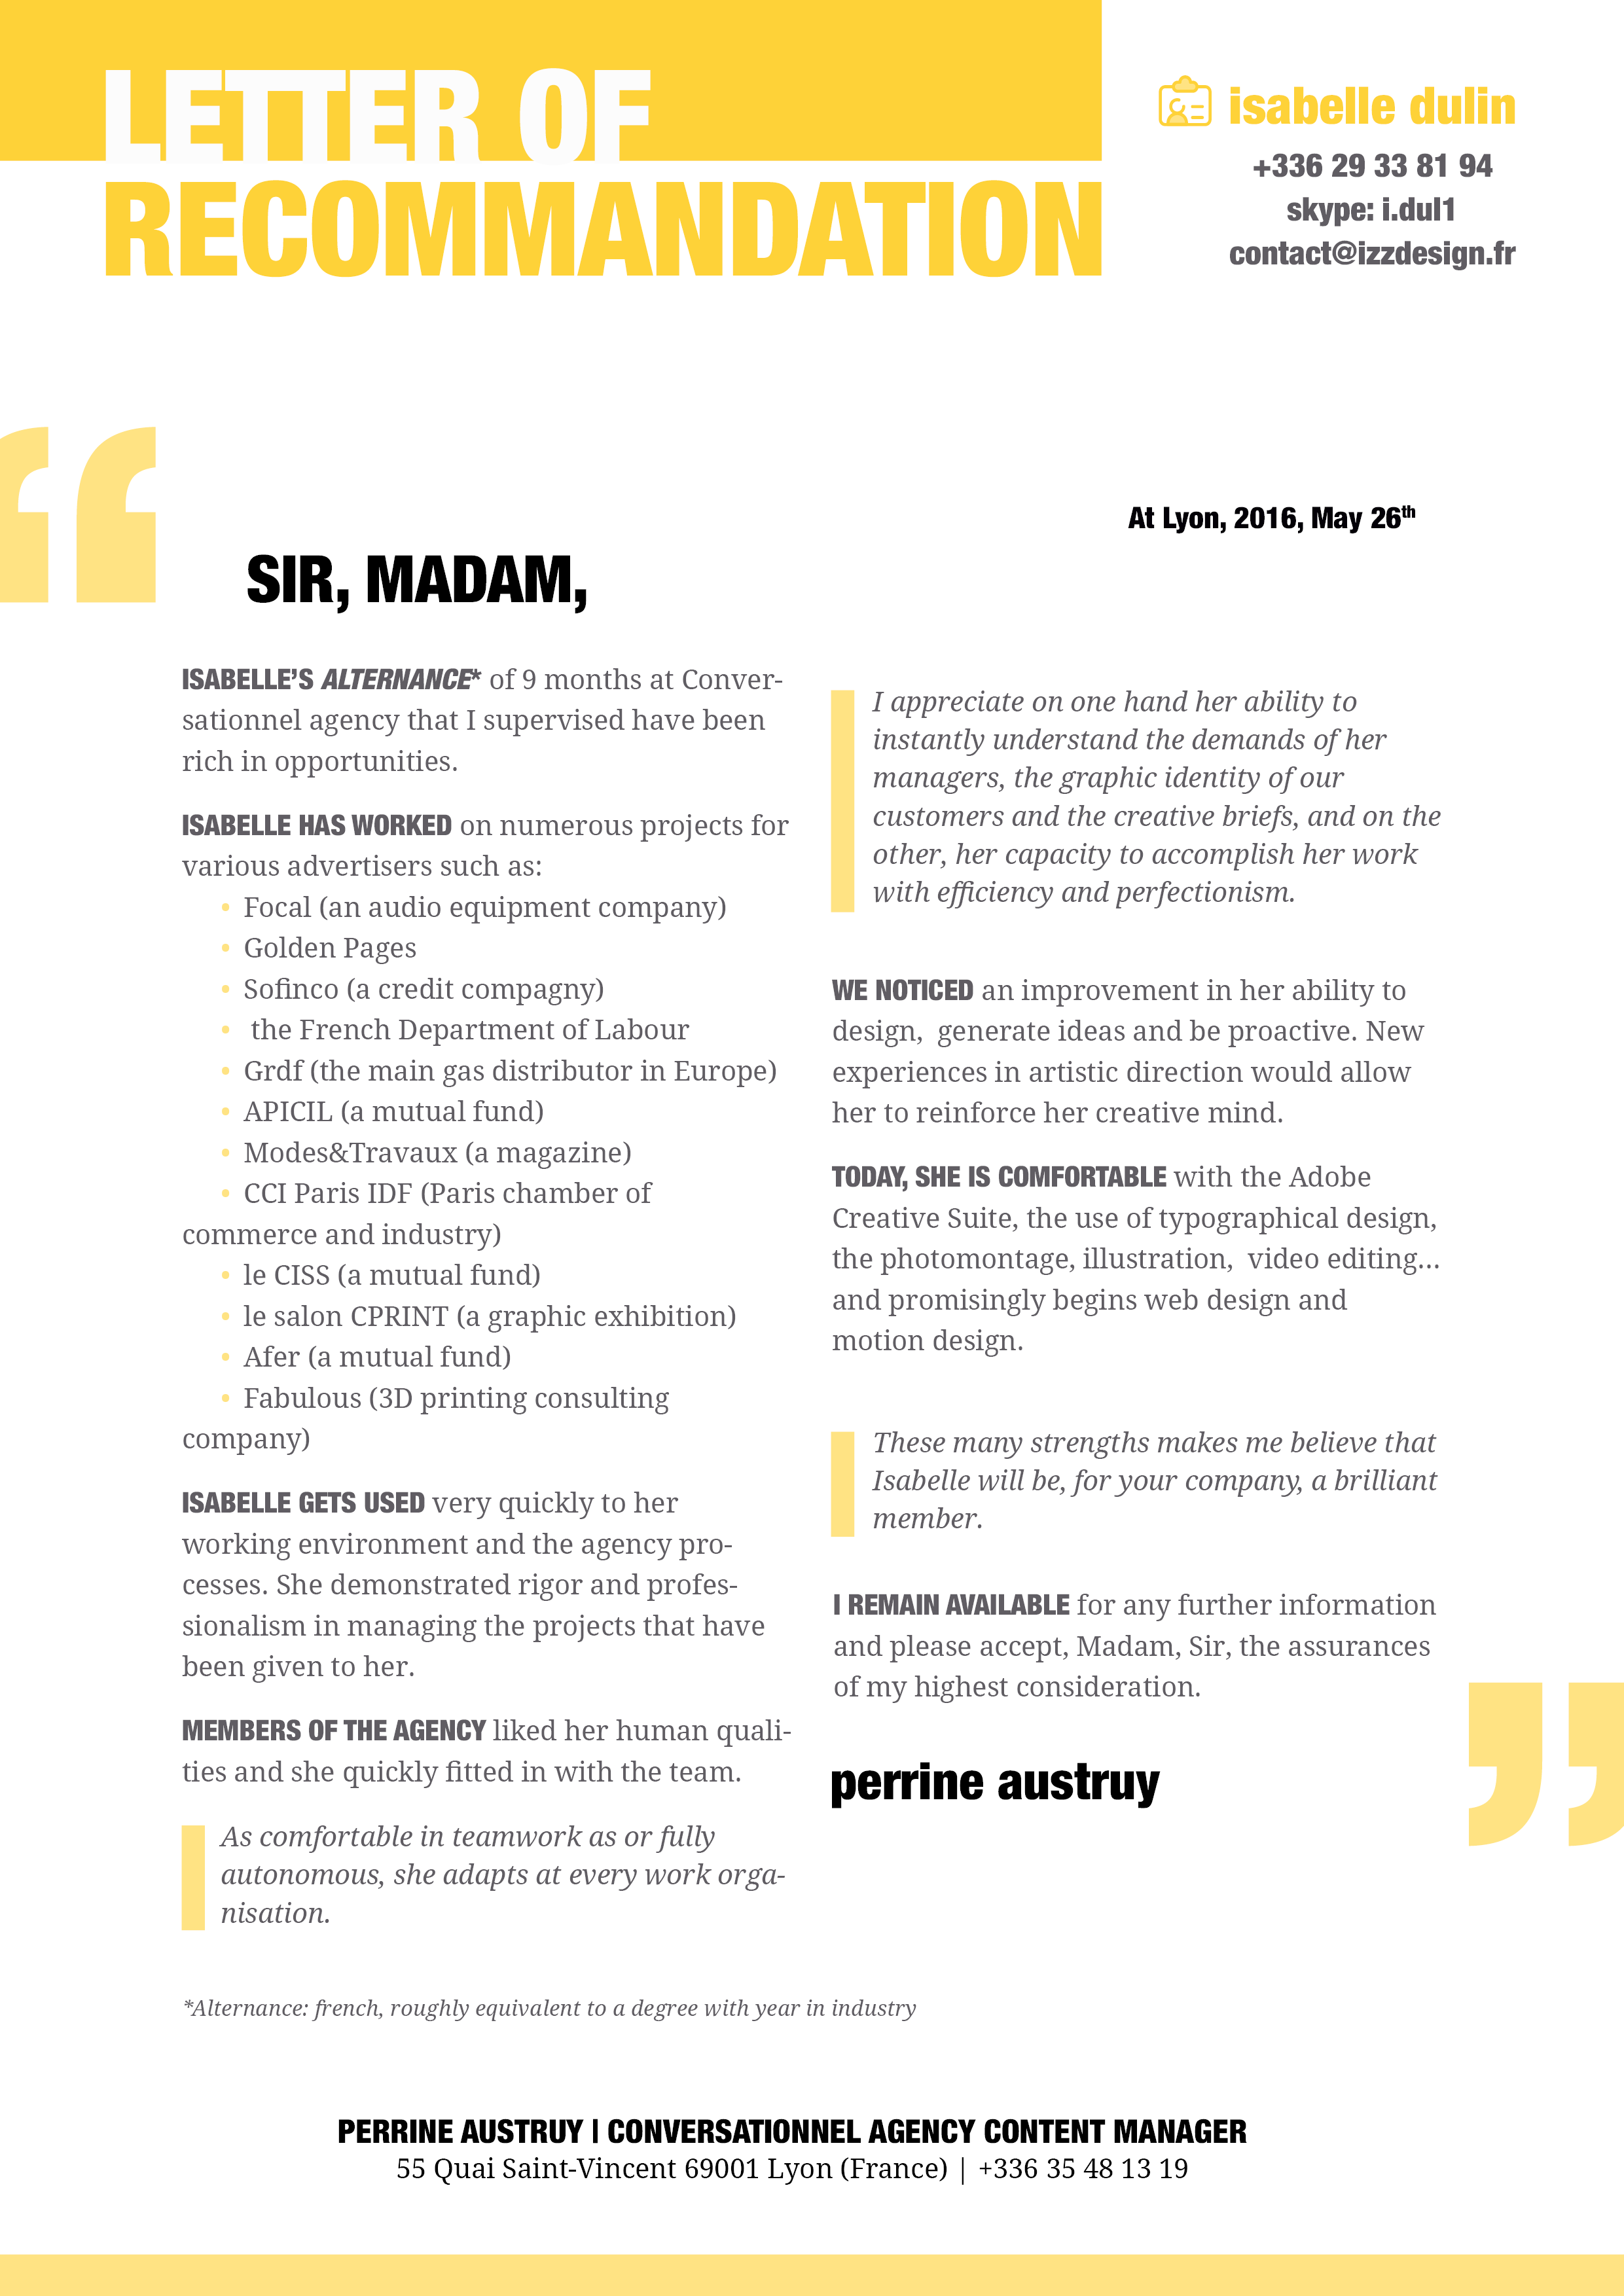 LETTER OF
RECOMMANDATION
isabelle dulin
+336 29 33 81 94
skype: i.dul1
contact@izzdesign.fr
At Lyon, 2016, May 26th
SIR, MADAM,
ISABELLE’S ALTERNANCE* of 9 months at Conver-
sationnel agency that I supervised have been
rich in opportunities.
ISABELLE HAS WORKED on numerous projects for
various advertisers such as:
• Focal (an audio equipment company)
• Golden Pages
• Sofinco (a credit compagny)
• the French Department of Labour
• Grdf (the main gas distributor in Europe)
• APICIL (a mutual fund)
• Modes&Travaux (a magazine)
• CCI Paris IDF (Paris chamber of
commerce and industry)
• le CISS (a mutual fund)
• le salon CPRINT (a graphic exhibition)
• Afer (a mutual fund)
• Fabulous (3D printing consulting
company)
ISABELLE GETS USED very quickly to her
working environment and the agency pro-
cesses. She demonstrated rigor and profes-
sionalism in managing the projects that have
been given to her.
MEMBERS OF THE AGENCY liked her human quali-
ties and she quickly fitted in with the team.
As comfortable in teamwork as or fully
autonomous, she adapts at every work orga-
nisation.
I appreciate on one hand her ability to
instantly understand the demands of her
managers, the graphic identity of our
customers and the creative briefs, and on the
other, her capacity to accomplish her work
with efficiency and perfectionism.
WE NOTICED an improvement in her ability to
design, generate ideas and be proactive. New
experiences in artistic direction would allow
her to reinforce her creative mind.
TODAY, SHE IS COMFORTABLE with the Adobe
Creative Suite, the use of typographical design,
the photomontage, illustration, video editing...
and promisingly begins web design and
motion design.
These many strengths makes me believe that
Isabelle will be, for your company, a brilliant
member.
I REMAIN AVAILABLE for any further information
and please accept, Madam, Sir, the assurances
of my highest consideration.
perrine austruy
*Alternance: french, roughly equivalent to a degree with year in industry
PERRINE AUSTRUY | CONVERSATIONNEL AGENCY CONTENT MANAGER
55 Quai Saint-Vincent 69001 Lyon (France) | +336 35 48 13 19